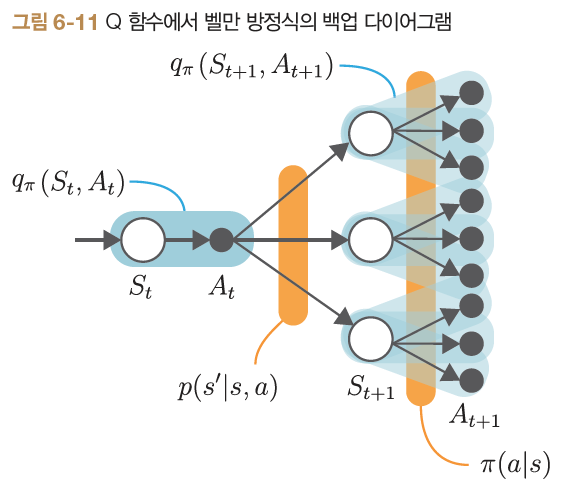 그림 6-11 Q 함수에서 벨만 방정식의 백업 다이어그램
qπ(St+1, At+1)
qπ(St, At)
St
At
p(s′|s, a)
St+1
At+1
π(a|s)